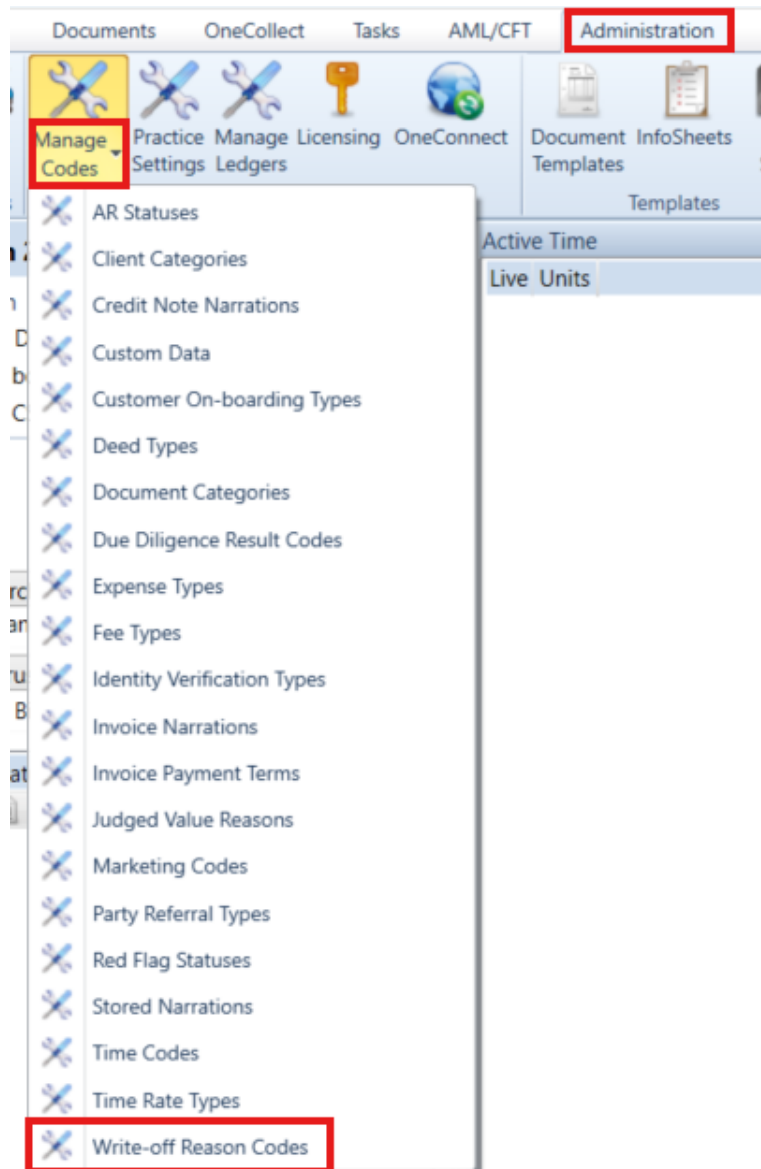 Documents OneCollect Tasks AML/CFT Administration
Manage Practice Manage Licensing OneConnect Document InfoSheets
Codes Settings Ledgers Templates
Templates
AR Statuses
Active Time
Client Categories
Live Units
Credit Note Narrations
Custom Data
Customer On-boarding Types
Deed Types
Document Categories
Due Diligence Result Codes
Expense Types
Fee Types
Identity Verification Types
Invoice Narrations
Invoice Payment Terms
Judged Value Reasons
Marketing Codes
Party Referral Types
Red Flag Statuses
Stored Narrations
Time Codes
Time Rate Types
Write-off Reason Codes